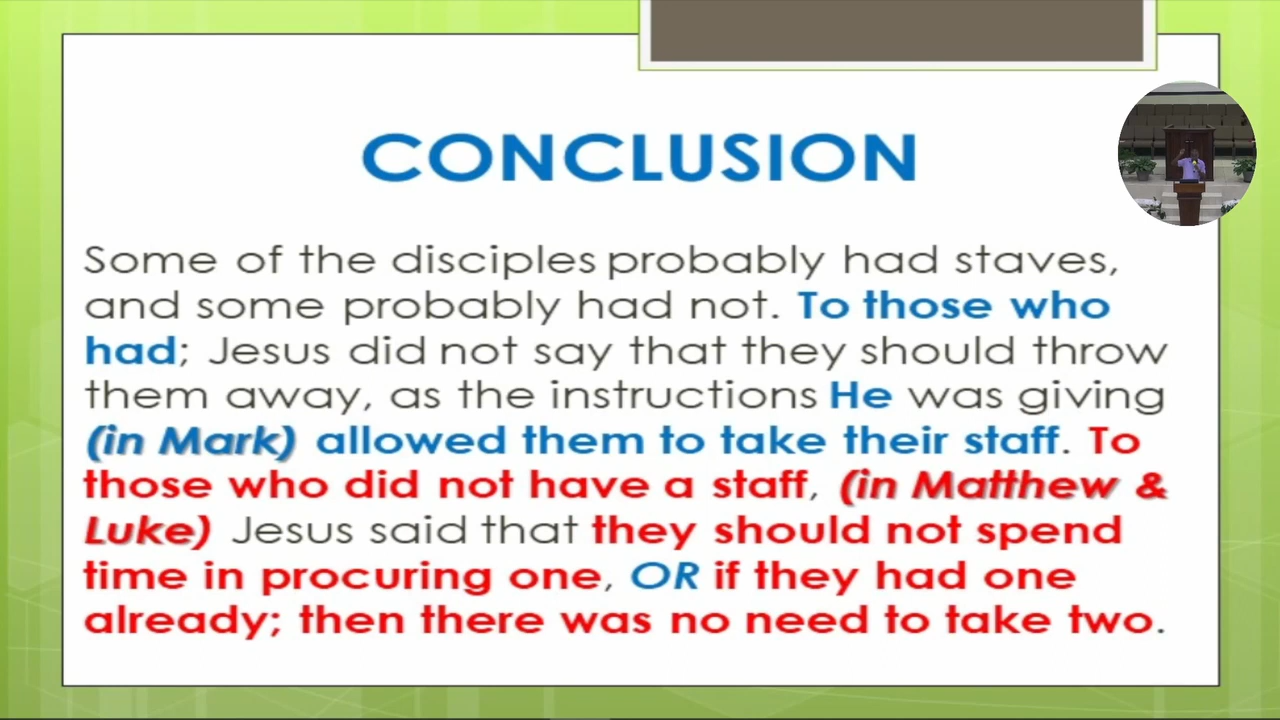 CONCLUSION
Some of the disciples probably had staves,
and some probably had not. To those who
had; Jesus did not say that they should throw
them away, as the instructions He was giving
(in Mark) allowed them to take their staff. To
those who did not have a staff, (in Matthew &
Luke) Jesus said that they should not spend
time in procuring one, OR if they had one
already; then there was no need to take two.